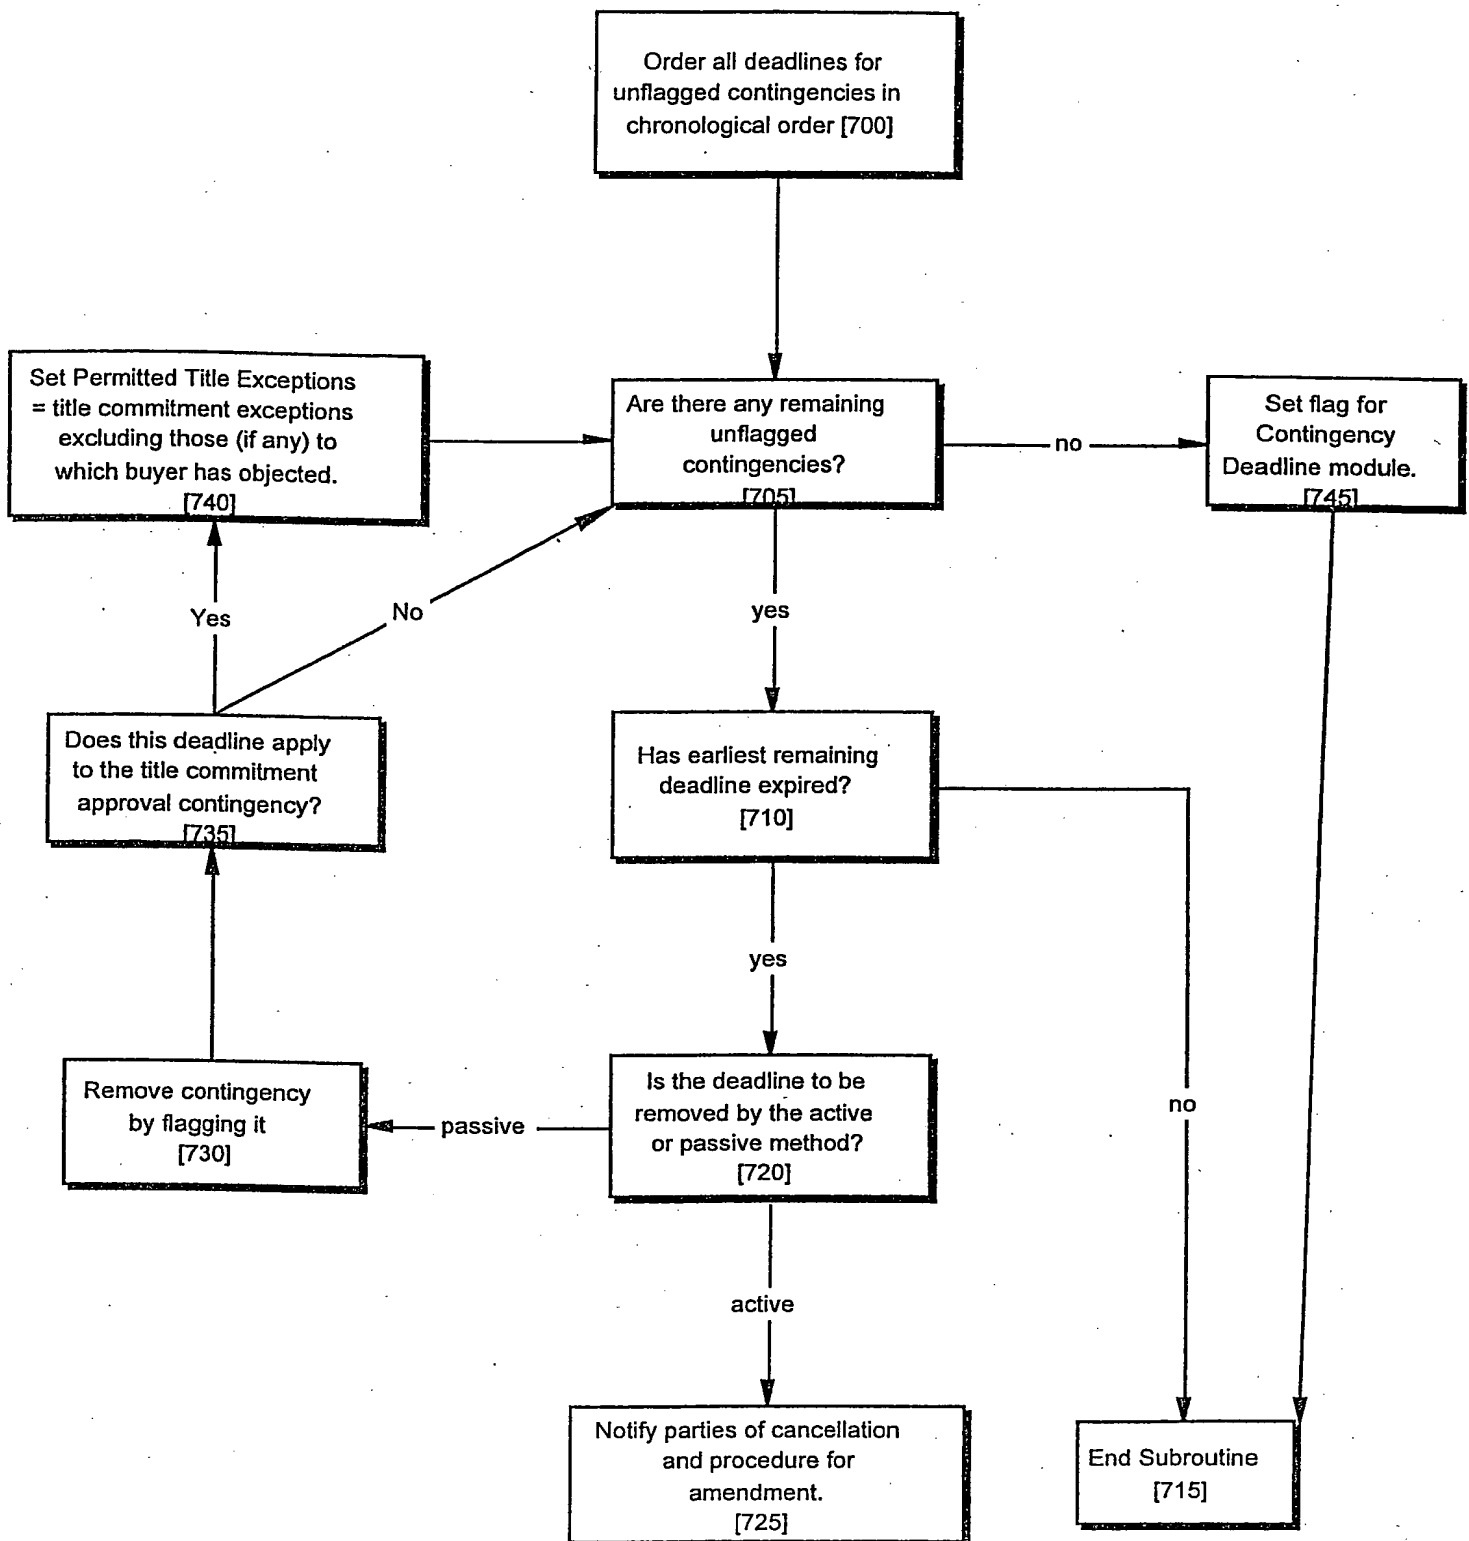 Order all deadlines for
unflagged contingencies in
chronological order [700]
Set Permitted Title Exceptions
= title commitment exceptions
excluding those (if any) to
which buyer has objected.
[740]
Are there any remaining
unflagged
contingencies?
[705]
no
Set flag for
Contingency
Deadline module.
[745]
Yes
No
yes
Does this deadline apply
to the title commitment
approval contingency?
[735]
Has earliest remaining
deadline expired?
[710]
yes
no
Remove contingency
by flagging it
[730]
passive
Is the deadline to be
removed by the active
or passive method?
[720]
active
Notify parties of cancellation
and procedure for
amendment.
[725]
End Subroutine
[715]